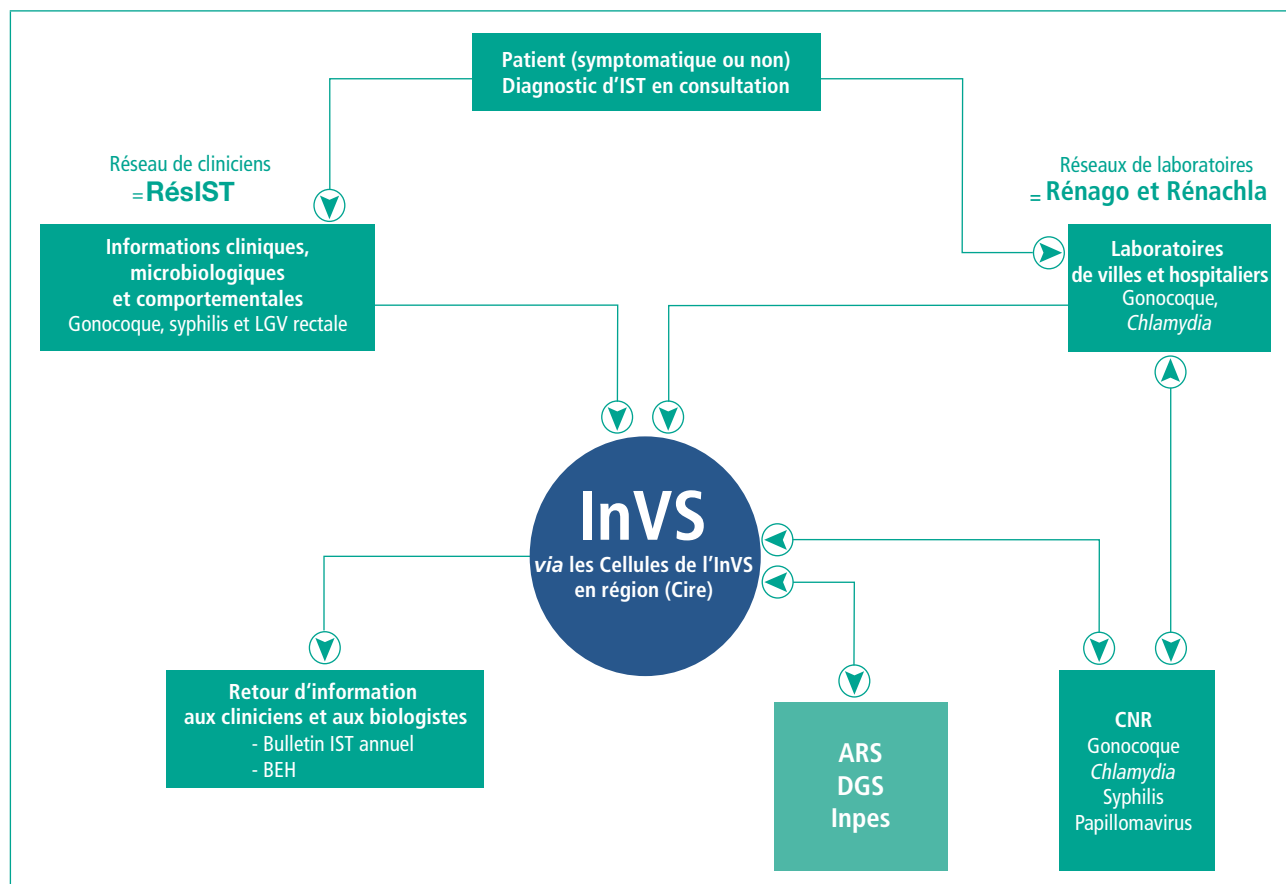 Patient (symptomatique ou non)
Diagnostic d’IST en consultation
Réseau de cliniciens
= RésIST
Réseaux de laboratoires
= Rénago et Rénachla
Informations cliniques,
microbiologiques
et comportementales
Gonocoque, syphilis et LGV rectale
Laboratoires
de villes et hospitaliers
Gonocoque,
Chlamydia
InVS
via les Cellules de l’InVS
en région (Cire)
Retour d’information
aux cliniciens et aux biologistes
- Bulletin IST annuel
- BEH
ARS
DGS
Inpes
CNR
Gonocoque
Chlamydia
Syphilis
Papillomavirus